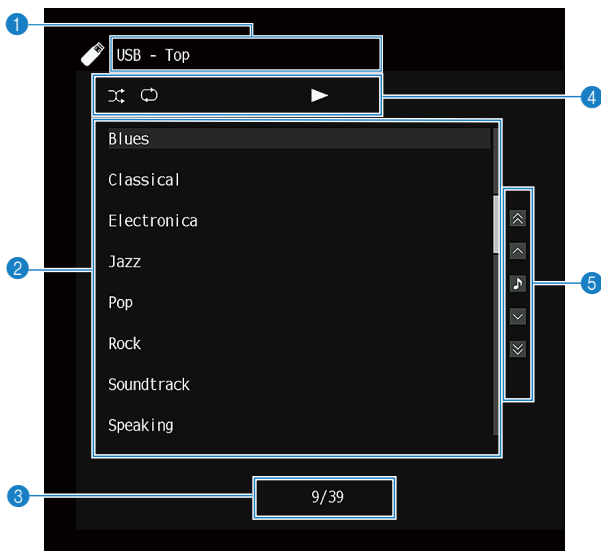 1
USB - Top
4
Blues
Classical
Electronica
2
Jazz
5
Pop
Rock
Soundtrack
Speaking
3
9/39